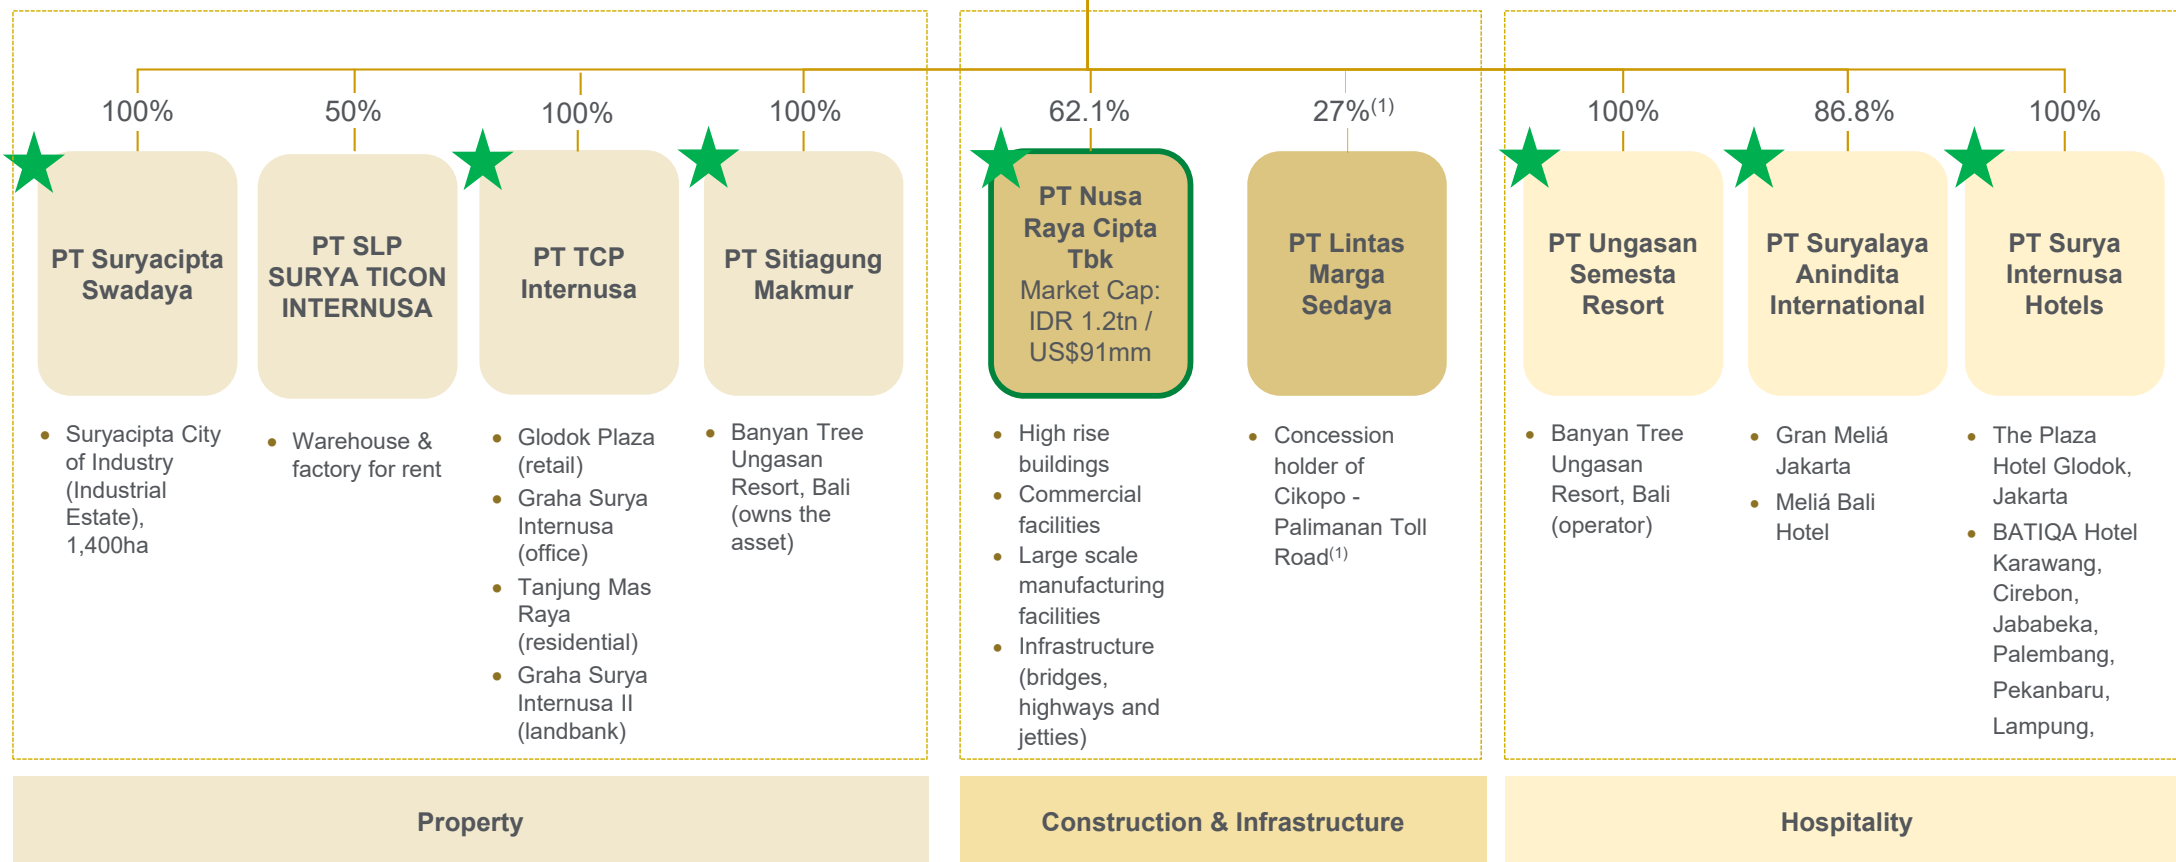 100%
50%
100%
100%
62.1%
27%(1)
100%
86.8%
100%
PT Suryacipta
Swadaya
PT SLP
SURYA TICON
INTERNUSA
PT TCP
Internusa
PT Sitiagung
Makmur
PT Nusa
Raya Cipta
Tbk
Market Cap:
IDR 1.2tn /
US$91mm
PT Lintas
Marga
Sedaya
PT Ungasan
Semesta
Resort
PT Suryalaya
Anindita
International
PT Surya
Internusa
Hotels
• Suryacipta City
of Industry
(Industrial
Estate),
1,400ha
• Warehouse &
factory for rent
• Glodok Plaza
(retail)
• Graha Surya
Internusa
(office)
• Tanjung Mas
Raya
(residential)
• Graha Surya
Internusa II
(landbank)
• Banyan Tree
Ungasan
Resort, Bali
(owns the
asset)
• High rise
buildings
• Commercial
facilities
• Large scale
manufacturing
facilities
• Infrastructure
(bridges,
highways and
jetties)
• Concession
holder of
Cikopo -
Palimanan Toll
Road(1)
• Banyan Tree
Ungasan
Resort, Bali
(operator)
• Gran Meliá
Jakarta
• Meliá Bali
Hotel
• The Plaza
Hotel Glodok,
Jakarta
• BATIQA Hotel
Karawang,
Cirebon,
Jababeka,
Palembang,
Pekanbaru,
Lampung,
Property
Construction & Infrastructure
Hospitality